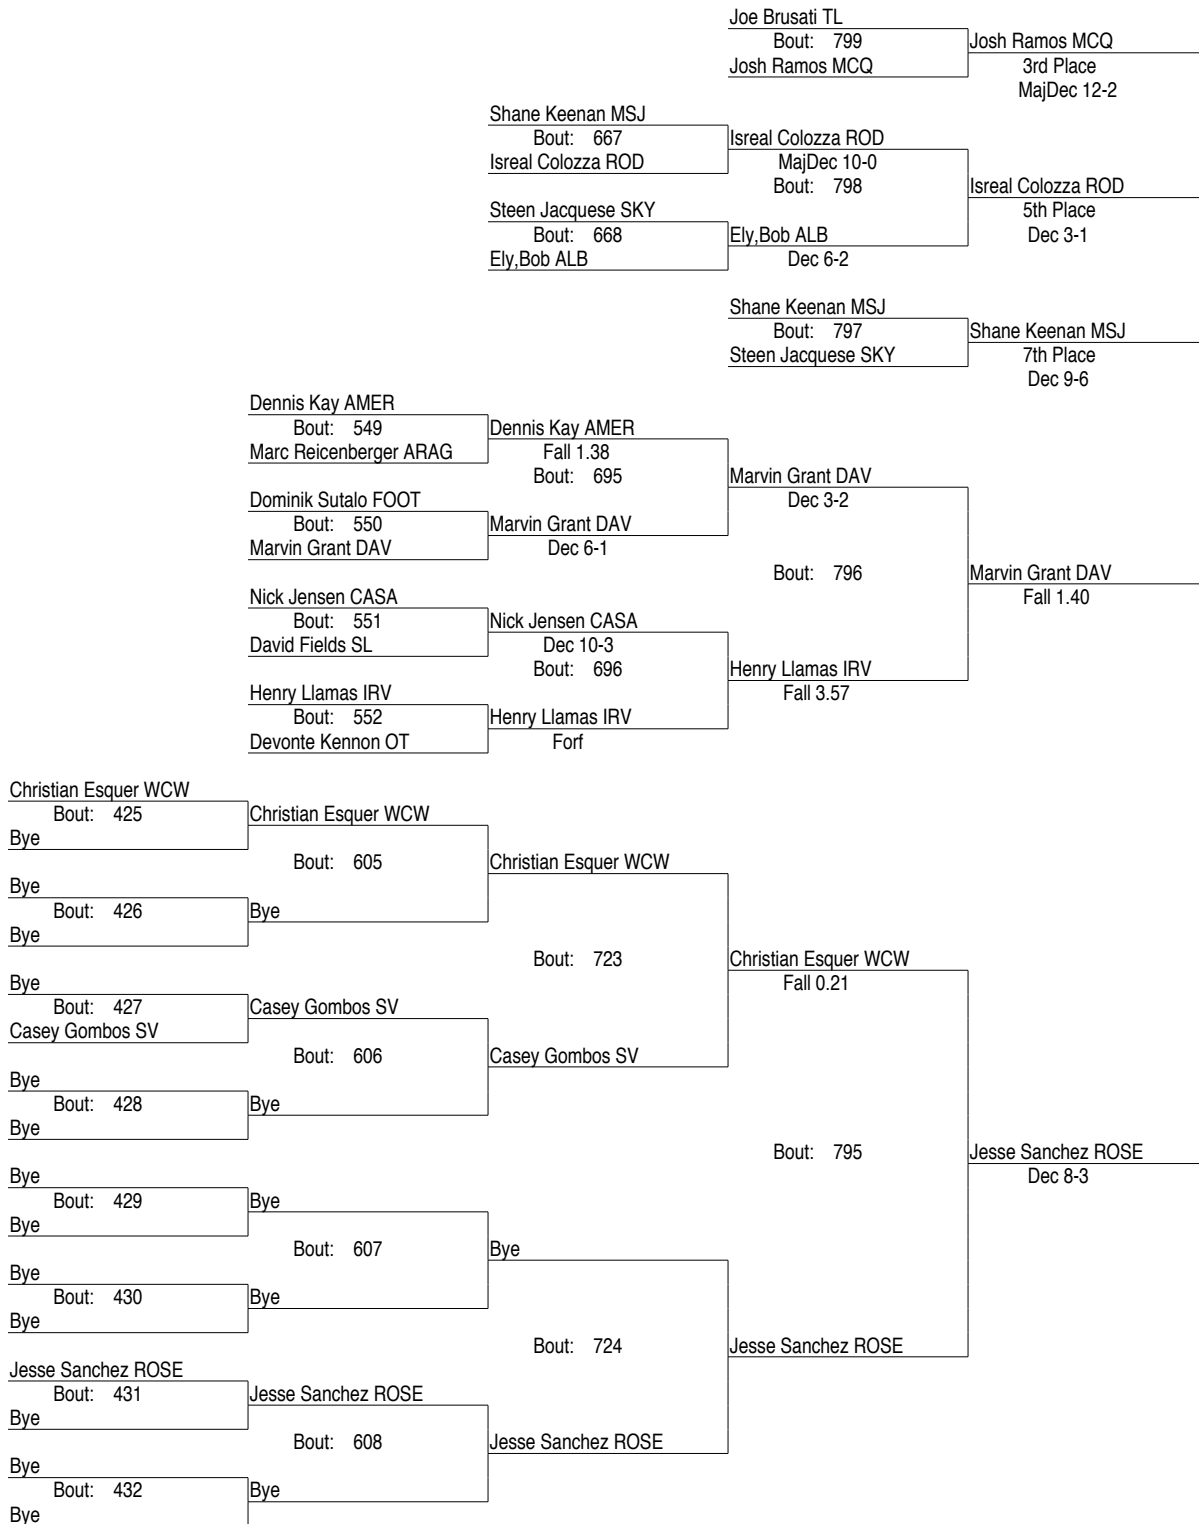 Joe Brusati TL
Bout: 799
Josh Ramos MCQ
Josh Ramos MCQ
3rd Place
MajDec 12-2
Shane Keenan MSJ
Bout: 667
Isreal Colozza ROD
Isreal Colozza ROD
MajDec 10-0
Bout: 798
Isreal Colozza ROD
5th Place
Dec 3-1
Steen Jacquese SKY
Bout: 668
Ely,Bob ALB
Ely,Bob ALB
Dec 6-2
Shane Keenan MSJ
Bout: 797
Steen Jacquese SKY
Shane Keenan MSJ
7th Place
Dec 9-6
Dennis Kay AMER
Bout: 549
Marc Reicenberger ARAG
Dennis Kay AMER
Fall 1.38
Bout: 695
Marvin Grant DAV
Dec 3-2
Dominik Sutalo FOOT
Bout: 550
Marvin Grant DAV
Marvin Grant DAV
Dec 6-1
Bout: 796
Marvin Grant DAV
Fall 1.40
Nick Jensen CASA
Bout: 551
David Fields SL
Nick Jensen CASA
Dec 10-3
Bout: 696
Henry Llamas IRV
Fall 3.57
Henry Llamas IRV
Bout: 552
Devonte Kennon OT
Henry Llamas IRV
Forf
Christian Esquer WCW
Bout: 425
Bye
Christian Esquer WCW
Bout: 605
Christian Esquer WCW
Bye
Bout: 426
Bye
Bye
Bout: 723
Christian Esquer WCW
Fall 0.21
Bye
Bout: 427
Casey Gombos SV
Casey Gombos SV
Bout: 606
Casey Gombos SV
Bye
Bout: 428
Bye
Bye
Bout: 795
Jesse Sanchez ROSE
Dec 8-3
Bye
Bout: 429
Bye
Bye
Bout: 607
Bye
Bye
Bout: 430
Bye
Bye
Bout: 724
Jesse Sanchez ROSE
Jesse Sanchez ROSE
Bout: 431
Bye
Jesse Sanchez ROSE
Bout: 608
Jesse Sanchez ROSE
Bye
Bout: 432
Bye
Bye